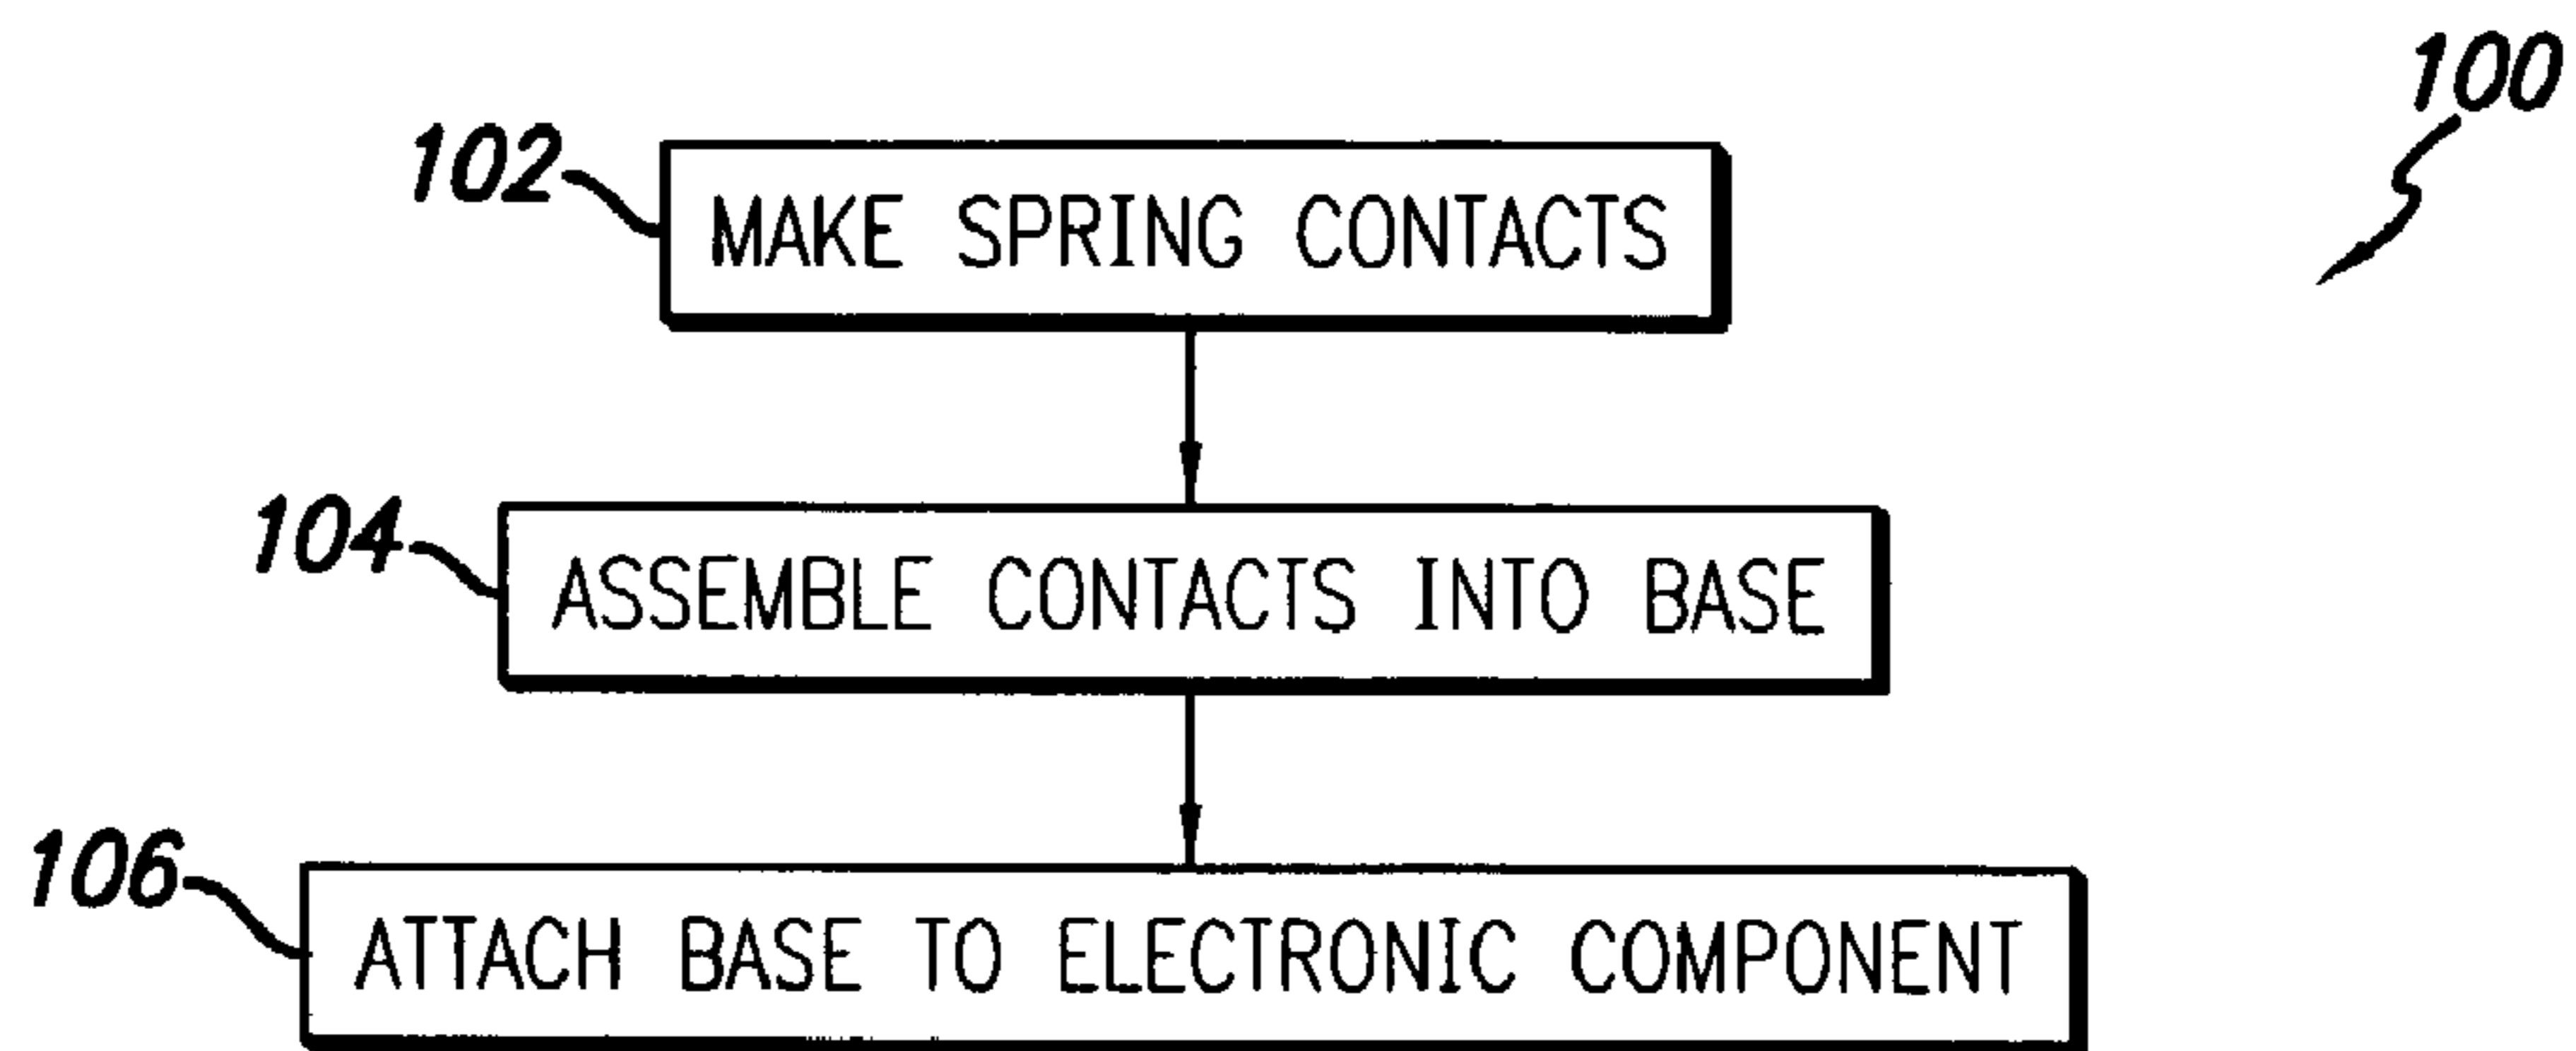 100
102 MAKE SPRING CONTACTS
104 ASSEMBLE CONTACTS INTO BASE
106 ATTACH BASE TO ELECTRONIC COMPONENT